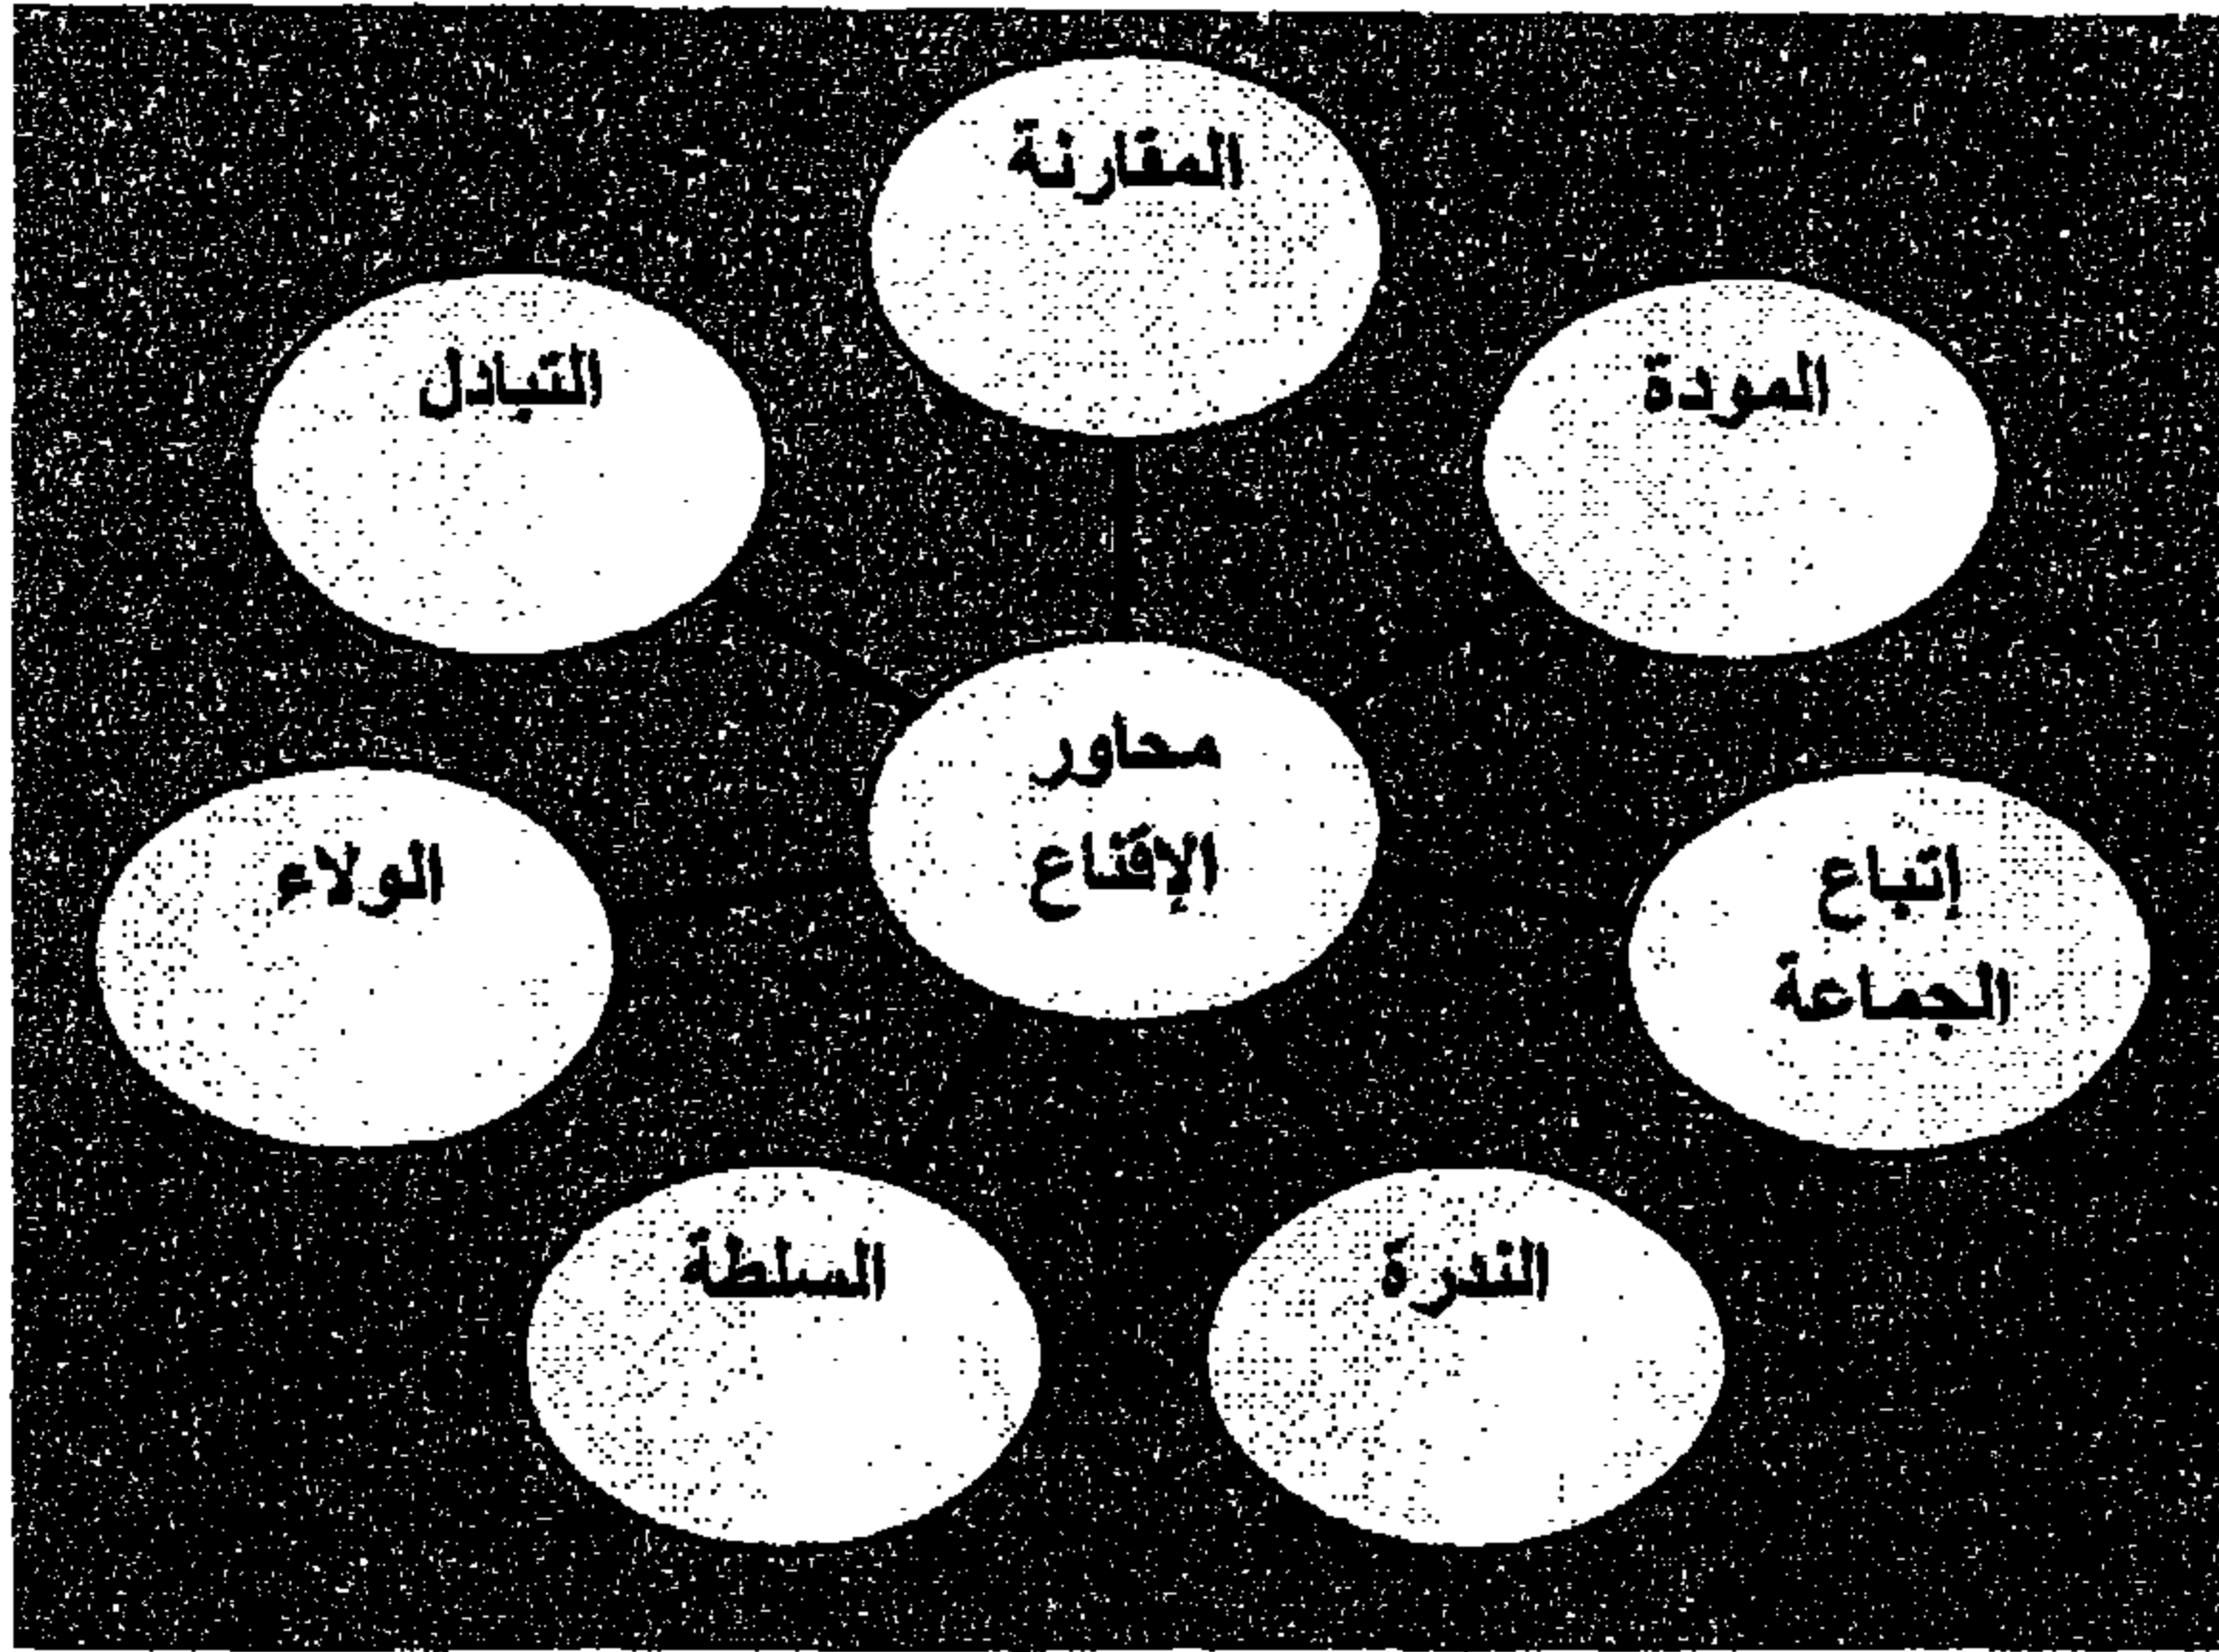 المقارنة
المودة
التبادل
محاور
الإقناع
إتباع
الجماعة
الولاء
الندرة
السلطة